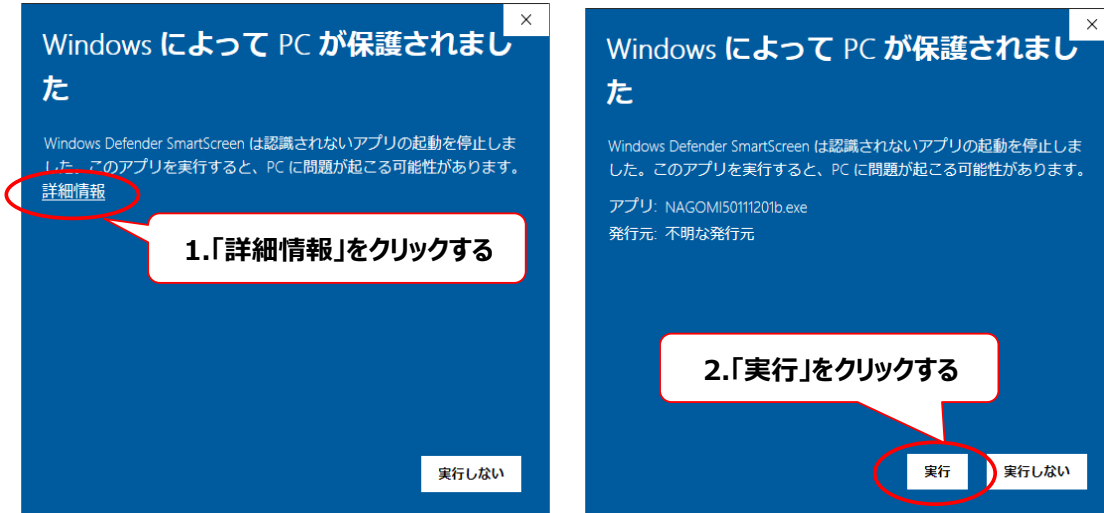 Windows によって PC が保護されまし
た
Windows Defender SmartScreen は認識されないアプリの起動を停止しま
した。このアプリを実行すると、PC に問題が起こる可能性があります。
詳細情報
1.「詳細情報」をクリックする
実行しない
Windows によって PC が保護されまし
た
Windows Defender SmartScreen は認識されないアプリの起動を停止しま
した。このアプリを実行すると、PC に問題が起こる可能性があります。
アプリ: NAGOMI50111201b.exe
発行元: 不明な発行元
2.「実行」をクリックする
実行
実行しない